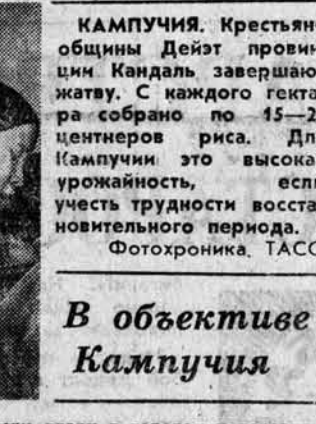 КАМПУЧИЯ. Крестьян
общины Дейэт провин
ции Кандаль завершаю
жатву. С каждого гекта
ра собрано по 15—2
центнеров риса. Дл
Кампучии это высока
урожайность, если
учесть трудности восста
новительного периода.
Фотохроника. ТАСС
В объективе
Кампучия